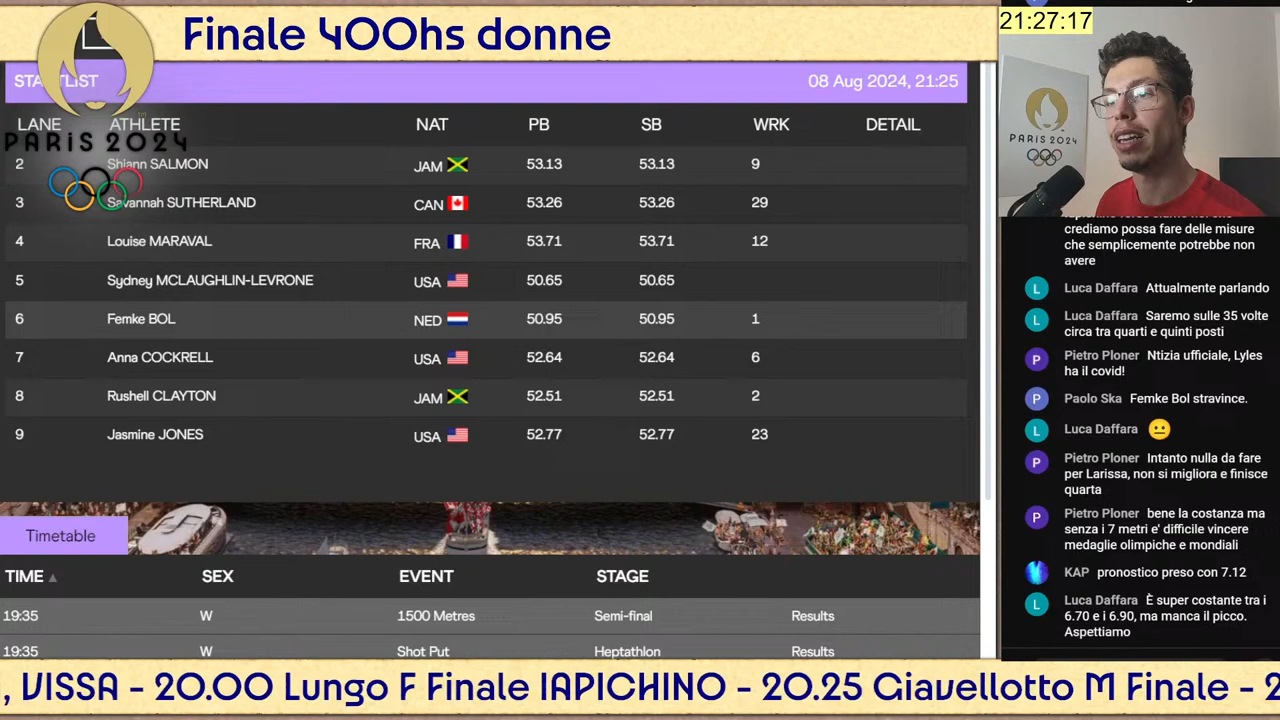 Finale 400hs donne
21:27:17
STARTLIST 08 Aug 2024, 21:25
LANE ATHLETE NAT PB SB WRK DETAIL
PARIS 2024
2 Shiann SALMON JAM 53.13 53.13 9
3 Savannah SUTHERLAND CAN 53.26 53.26 29
4 Louise MARAVAL FRA 53.71 53.71 12
5 Sydney MCLAUGHLIN-LEVRONE USA 50.65 50.65
6 Femke BOL NED 50.95 50.95 1
7 Anna COCKRELL USA 52.64 52.64 6
8 Rushell CLAYTON JAM 52.51 52.51 2
9 Jasmine JONES USA 52.77 52.77 23
Timetable
TIME SEX EVENT STAGE
19:35 W 1500 Metres Semi-final Results
19:35 W Shot Put Heptathlon Results
PARIS 2024
crediamo possa fare delle misure
che semplicemente potrebbe non
avere
L Luca Daffara Attualmente parlando
L Luca Daffara Saremo sulle 35 volte
circa tra quarti e quinti posti
P Pietro Ploner Ntizia ufficiale, Lyles
ha il covid!
P Paolo Ska Femke Bol stravince.
L Luca Daffara 😐
P Pietro Ploner Intanto nulla da fare
per Larissa, non si migliora e finisce
quarta
P Pietro Ploner bene la costanza ma
senza i 7 metri e' difficile vincere
medaglie olimpiche e mondiali
KAP pronostico preso con 7.12
L Luca Daffara È super costante tra i
6.70 e i 6.90, ma manca il picco.
Aspettiamo
, VISSA - 20.00 Lungo F Finale IAPICHINO - 20.25 Giavellotto M Finale - 2